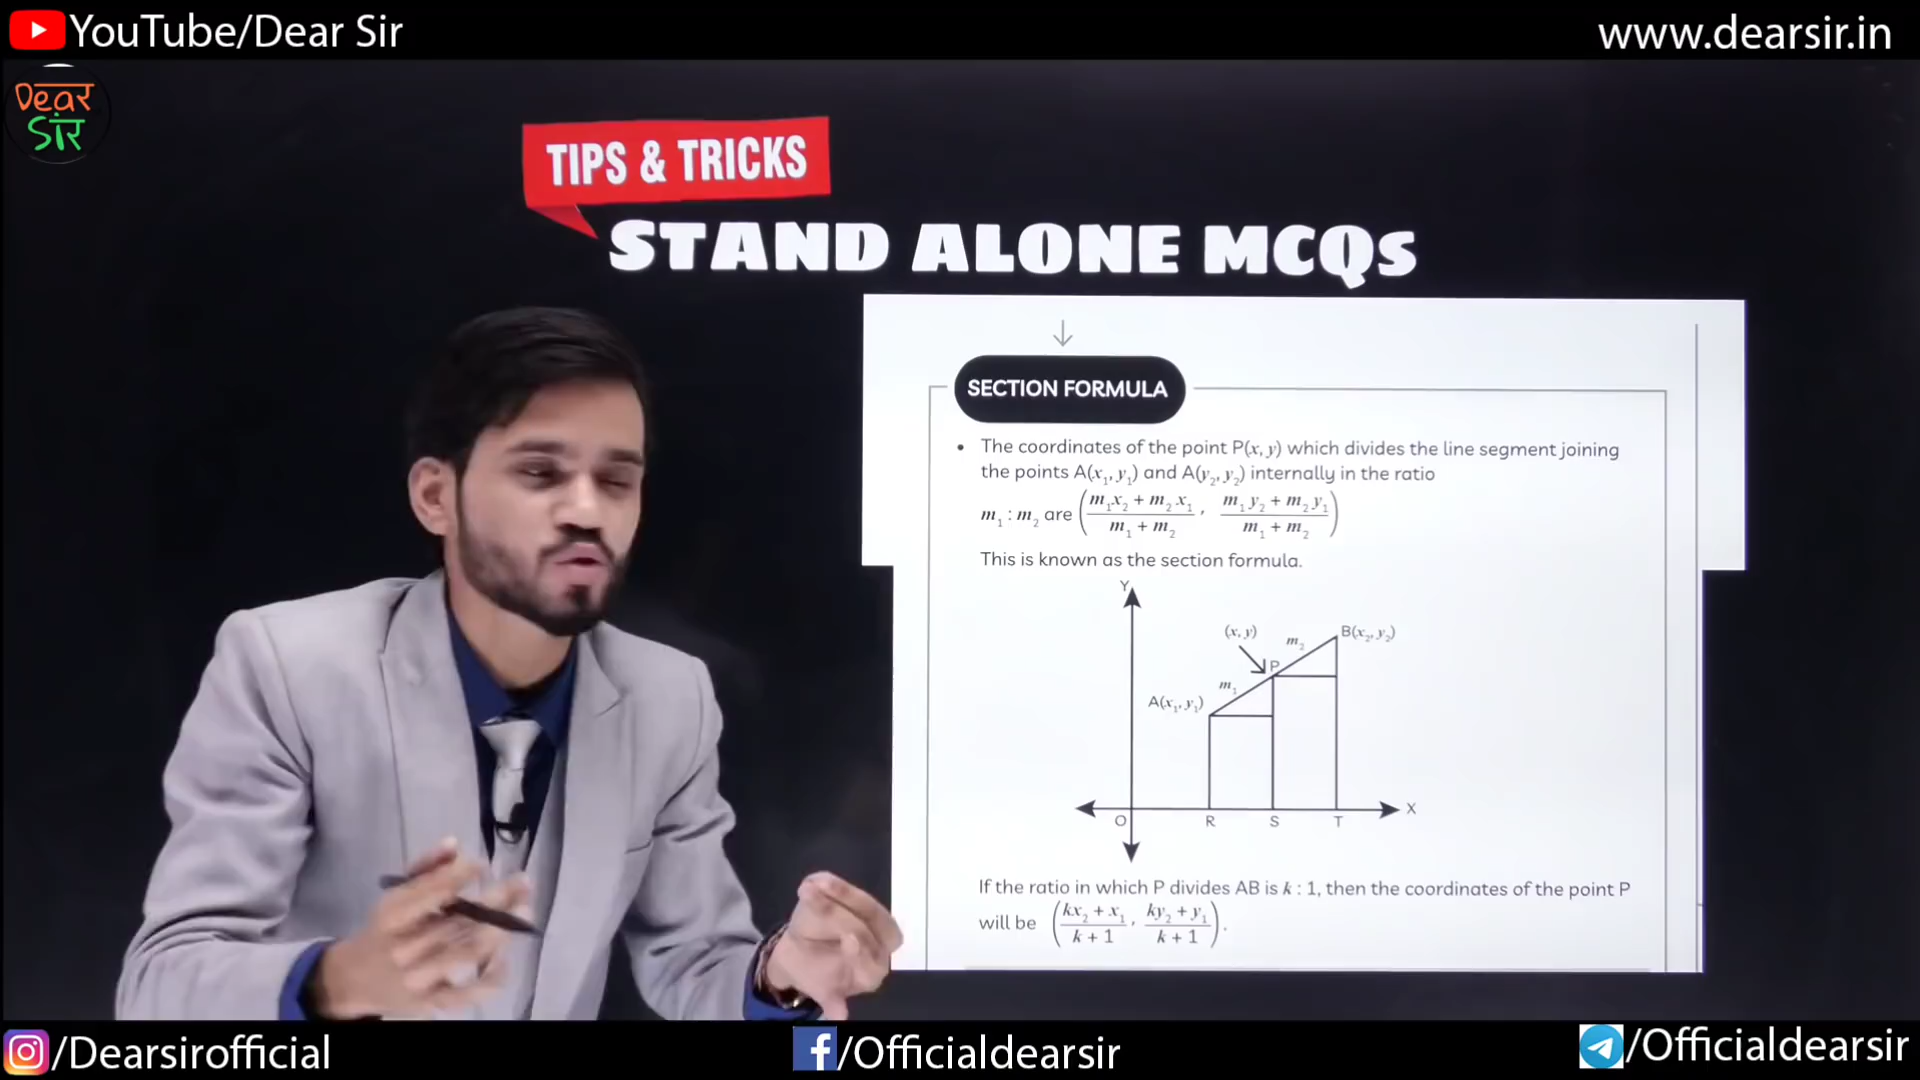 YouTube/Dear Sir
www.dearsir.in
Dearर
Siंर
TIPS & TRICKS
STAND ALONE MCQs
SECTION FORMULA
• The coordinates of the point P(x, y) which divides the line segment joining
the points A(x₁, y₁) and A(y₂, y₂) internally in the ratio
m₁ : m₂ are ( (m₁x₂ + m₂x₁)/(m₁ + m₂) , (m₁y₂ + m₂y₁)/(m₁ + m₂) )
This is known as the section formula.
Y
(x, y)
m₂
B(x₂, y₂)
P
m₁
A(x₁, y₁)
X
O R S T
If the ratio in which P divides AB is k : 1, then the coordinates of the point P
will be ( (kx₂ + x₁)/(k + 1) , (ky₂ + y₁)/(k + 1) ).
/Dearsirofficial
/Officialdearsir
/Officialdearsir